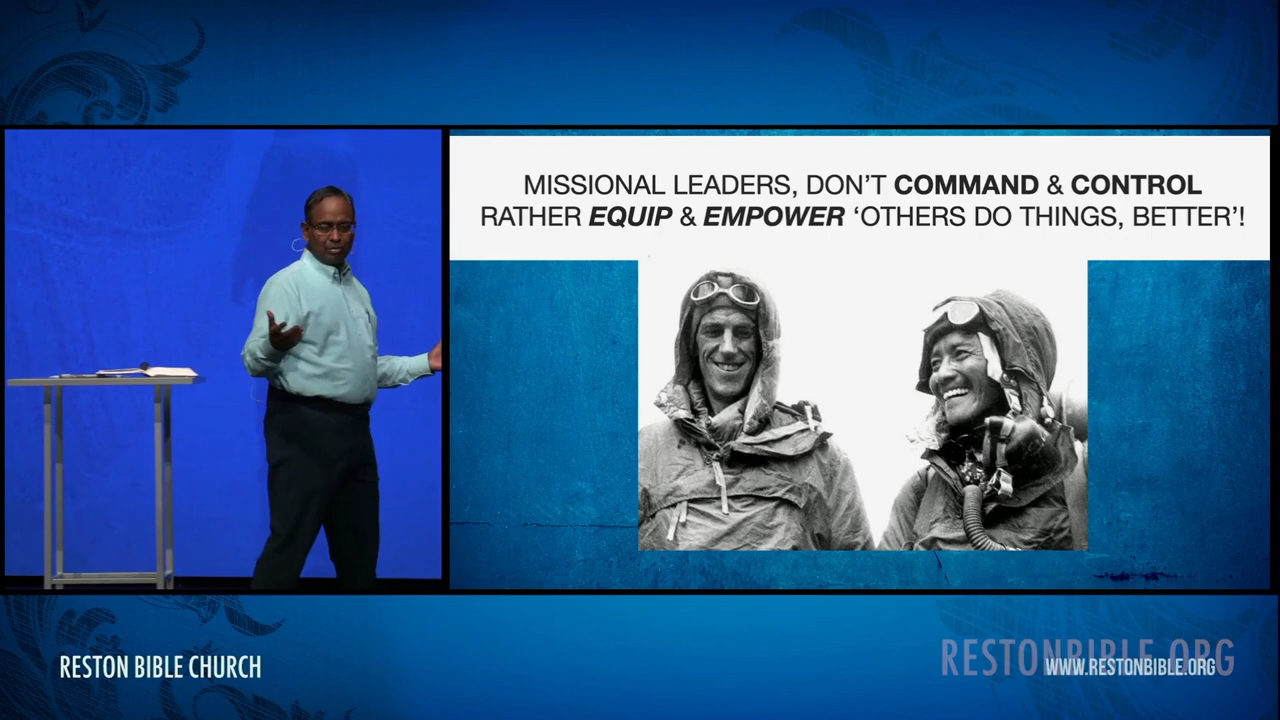 MISSIONAL LEADERS, DON'T COMMAND & CONTROL
RATHER EQUIP & EMPOWER ‘OTHERS DO THINGS, BETTER’!
RESTON BIBLE CHURCH
RESTONBIBLE.ORG
WWW.RESTONBIBLE.ORG